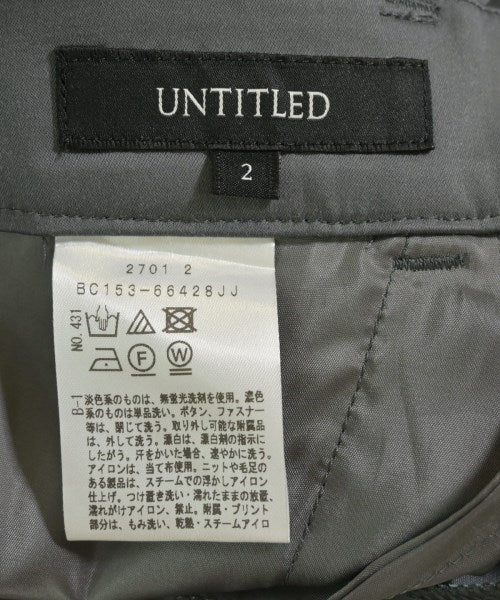 UNTITLED
2
2701 2
BC153-66428JJ
NO. 431
F
W
B-1
淡色系のものは、無蛍光洗剤を使用。濃色
系のものは単品洗い。ボタン、ファスナー
等は、閉じて洗う。取り外し可能な附属品
は、外して洗う。漂白は、漂白剤の指示に
したがう。汗をかいた場合、速やかに洗う。
アイロンは、当て布使用。ニットや毛足の
ある製品は、スチームでの浮かしアイロン
仕上げ。つけ置き洗い・濡れたままの放置、
濡れがけアイロン、禁止。附属・プリント
部分は、もみ洗い、乾燥・スチームアイロ